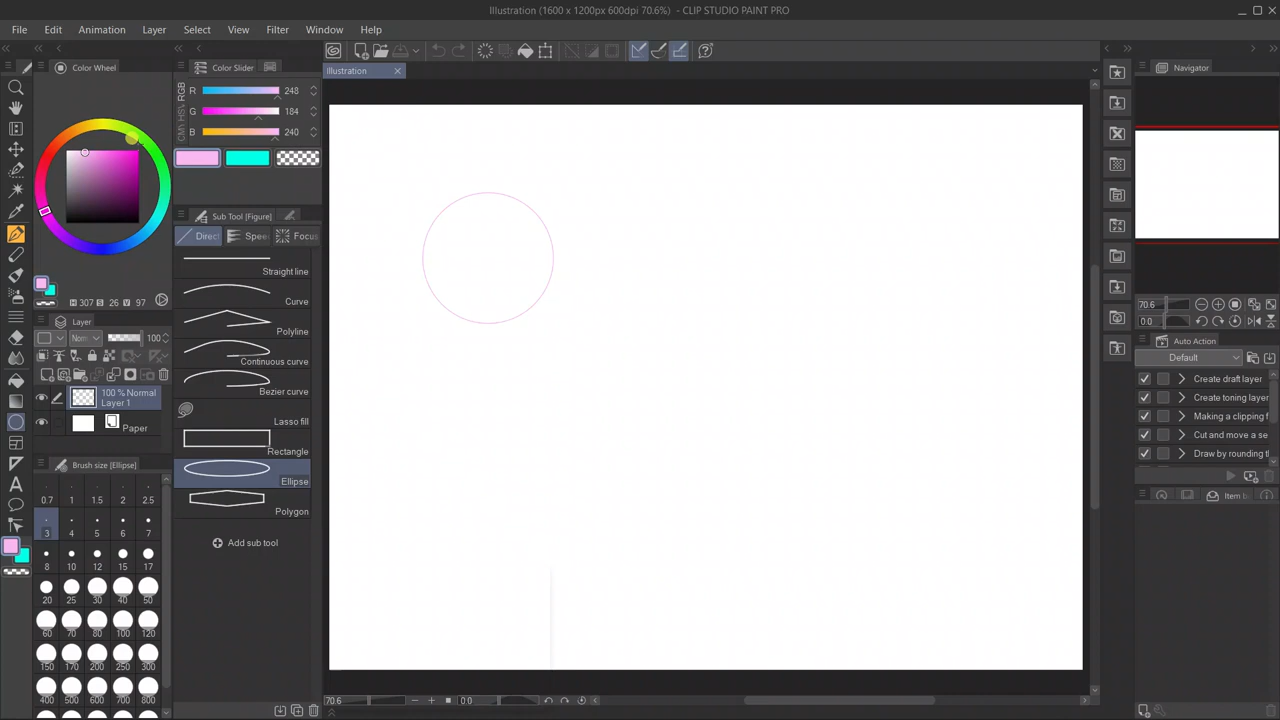 Illustration (1600 x 1200px 600dpi 70.6%) - CLIP STUDIO PAINT PRO
File Edit Animation Layer Select View Filter Window Help
Color Wheel
Color Slider
Illustration
Navigator
RGB
R 248
G 184
B 240
Sub Tool [Figure]
Direc Spee Focus
Straight line
Curve
Polyline
Continuous curve
Bezier curve
Lasso fill
Rectangle
Ellipse
Polygon
Add sub tool
H 307 S 26 V 97
Layer
Norm 100
100 % Normal
Layer 1
Paper
Brush size [Ellipse]
0.7 1 1.5 2 2.5
3 4 5 6 7
8 10 12 15 17
20 25 30 40 50
60 70 80 100 120
150 170 200 250 300
400 500 600 700 800
70.6 0.0
70.6
0.0
Auto Action
Default
Create draft layer
Create toning layer
Making a clipping f
Cut and move a se
Draw by rounding th
Item b